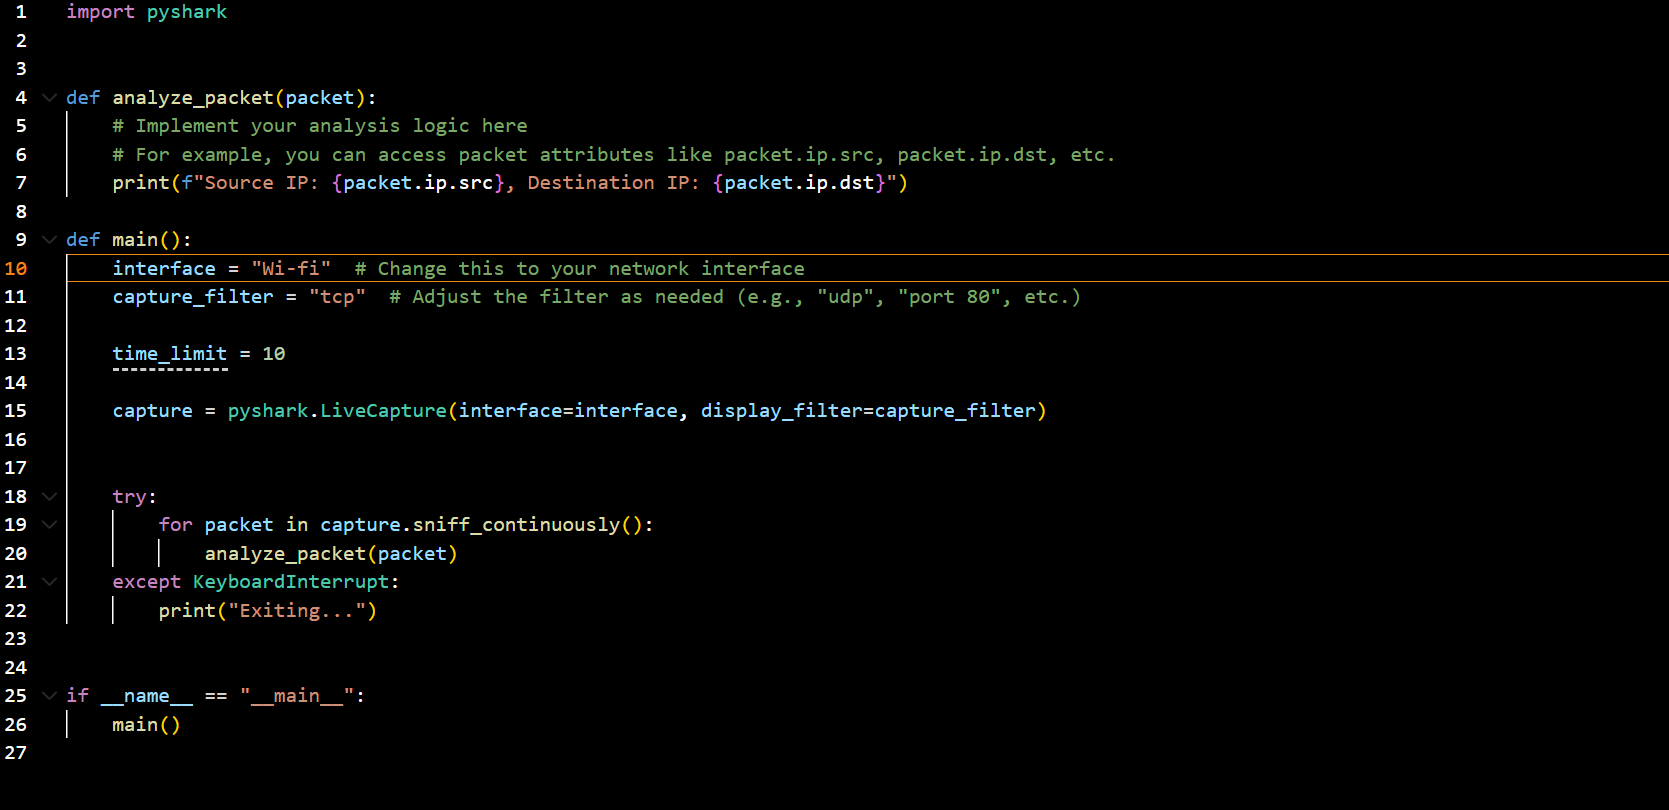 1 import pyshark
2
3
4 def analyze_packet(packet):
5     # Implement your analysis logic here
6     # For example, you can access packet attributes like packet.ip.src, packet.ip.dst, etc.
7     print(f"Source IP: {packet.ip.src}, Destination IP: {packet.ip.dst}")
8
9 def main():
10     interface = "Wi-fi"  # Change this to your network interface
11     capture_filter = "tcp"  # Adjust the filter as needed (e.g., "udp", "port 80", etc.)
12
13     time_limit = 10
14
15     capture = pyshark.LiveCapture(interface=interface, display_filter=capture_filter)
16
17
18     try:
19         for packet in capture.sniff_continuously():
20             analyze_packet(packet)
21     except KeyboardInterrupt:
22         print("Exiting...")
23
24
25 if __name__ == "__main__":
26     main()
27